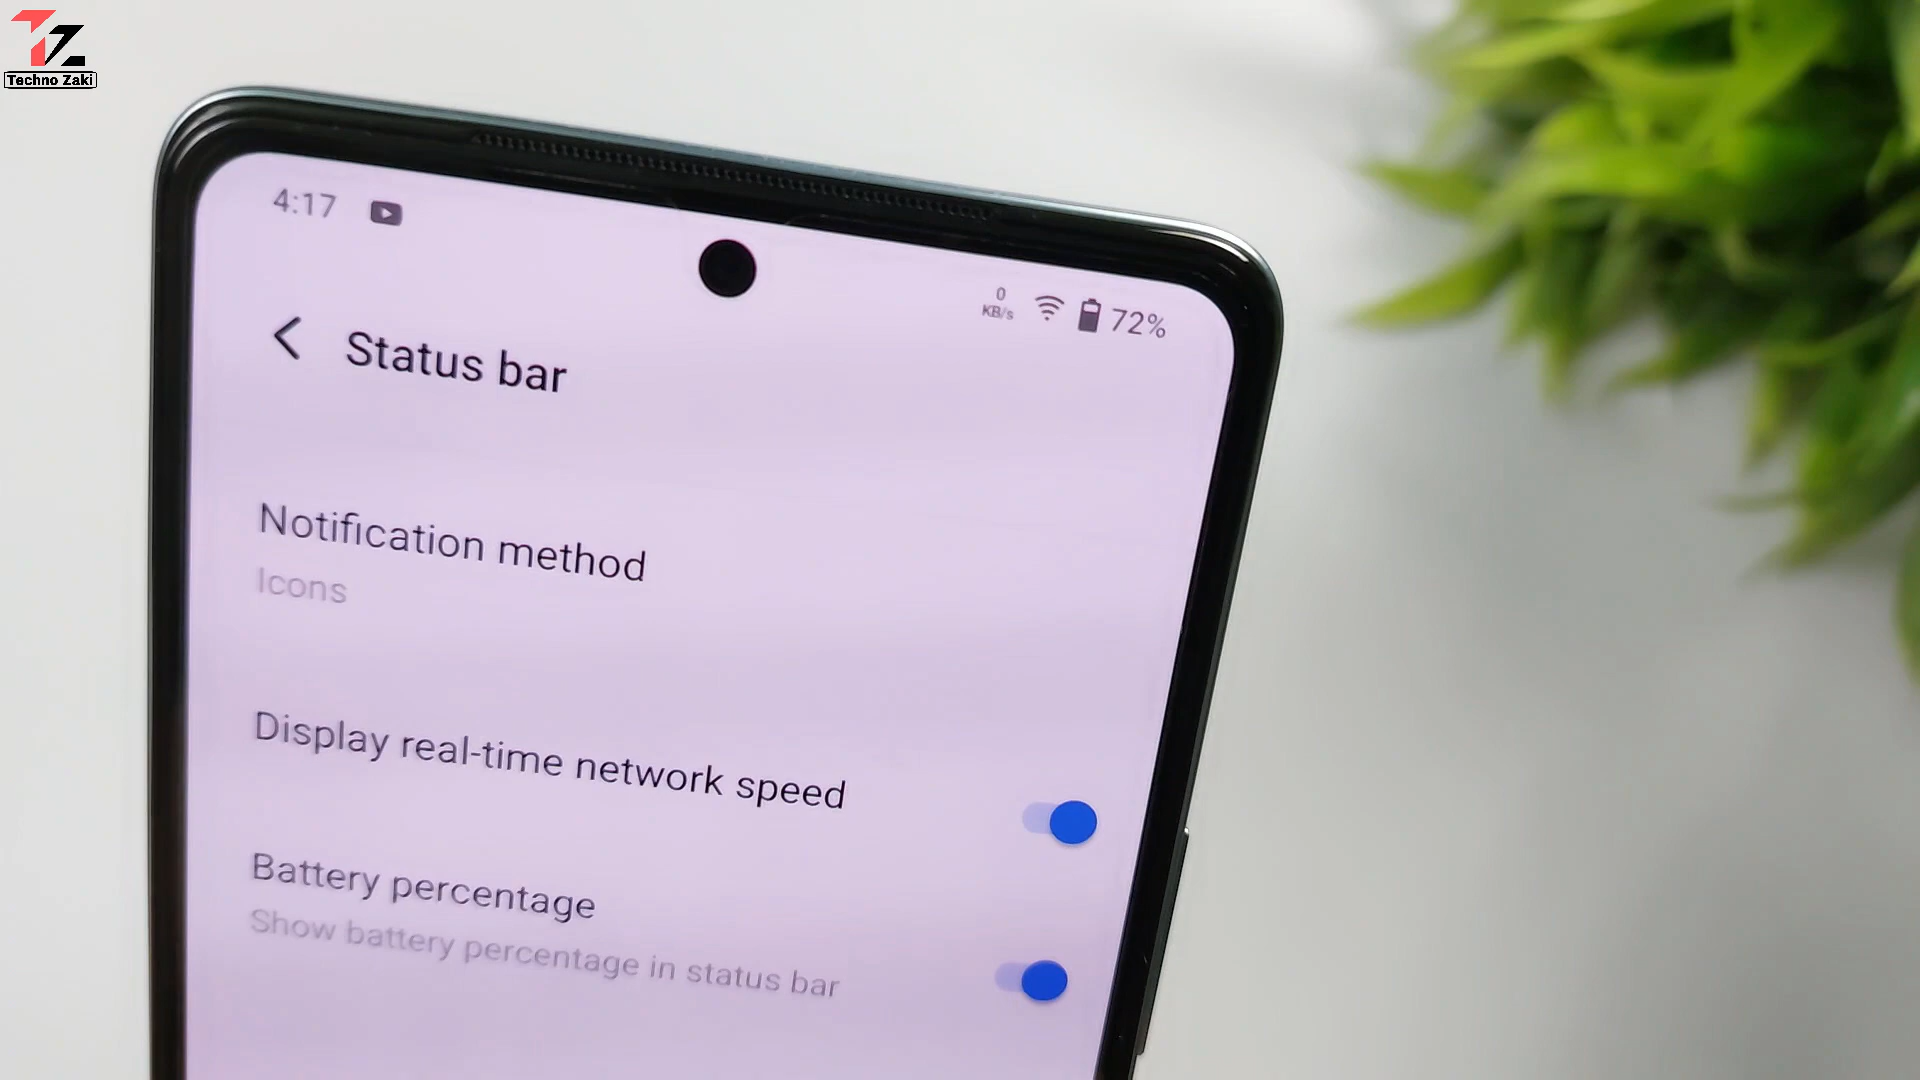 TZ
Techno Zaki
4:17
0
KB/s
72%
Status bar
Notification method
Icons
Display real-time network speed
Battery percentage
Show battery percentage in status bar